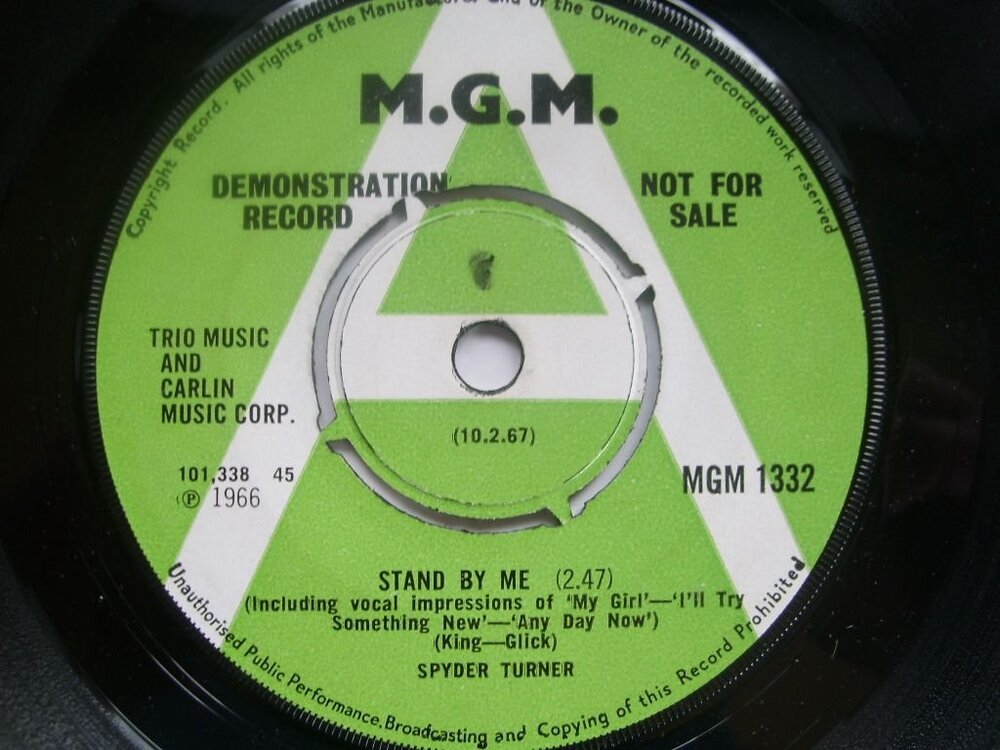 Copyright Record. All rights of the Manufacturer and of the Owner of the recorded work reserved
M.G.M.
DEMONSTRATION
RECORD
NOT FOR
SALE
TRIO MUSIC
AND
CARLIN
MUSIC CORP.
(10.2.67)
101,338 45
℗ 1966
MGM 1332
STAND BY ME (2.47)
(Including vocal impressions of ‘My Girl’—‘I’ll Try
Something New’—‘Any Day Now’)
(King—Glick)
SPYDER TURNER
Unauthorised Public Performance. Broadcasting and Copying of this Record Prohibited